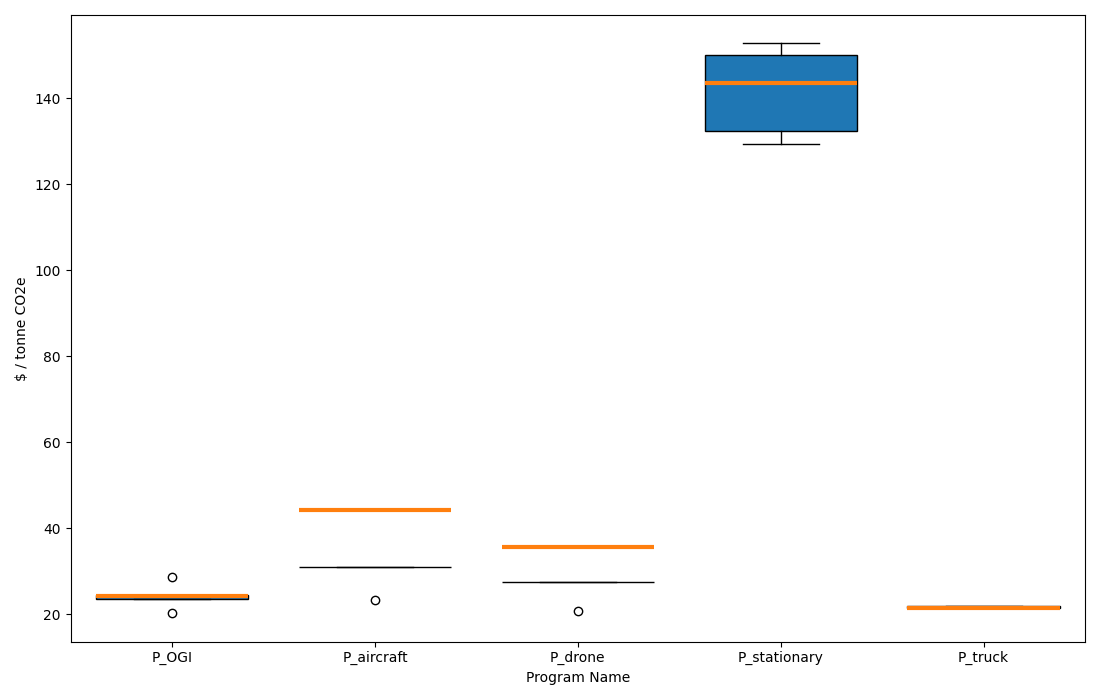 $ / tonne CO2e
140
120
100
80
60
40
20
P_OGI
P_aircraft
P_drone
P_stationary
P_truck
Program Name